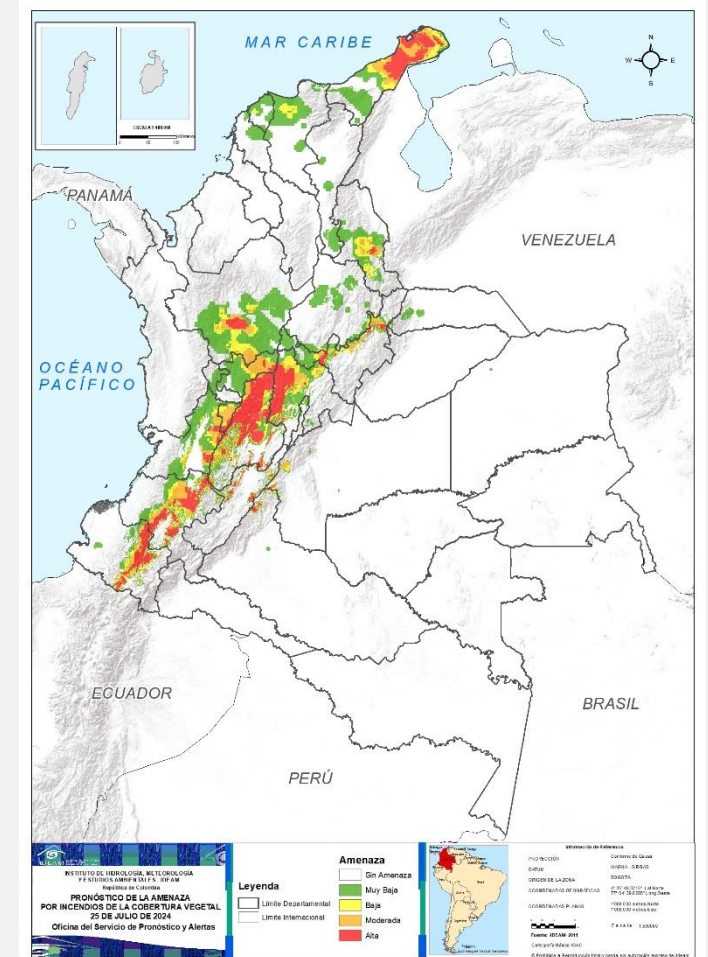 MAR CARIBE
N
W
E
S
PANAMÁ
VENEZUELA
OCÉANO
PACÍFICO
ECUADOR
BRASIL
PERÚ
INSTITUTO DE HIDROLOGÍA, METEOROLOGÍA
Y ESTUDIOS AMBIENTALES - IDEAM
República de Colombia
PRONÓSTICO DE LA AMENAZA
POR INCENDIOS DE LA COBERTURA VEGETAL
25 DE JULIO DE 2024
Oficina del Servicio de Pronóstico y Alertas
Leyenda
Límite Departamental
Límite Internacional
Amenaza
Sin Amenaza
Muy Baja
Baja
Moderada
Alta
Información de Referencia
PROYECCIÓN
DATUM
ORIGEN DE LA ZONA
BOGOTÁ
COORDENADAS GEOGRÁFICAS
COORDENADAS PLANAS
Escala
Fuente: IDEAM